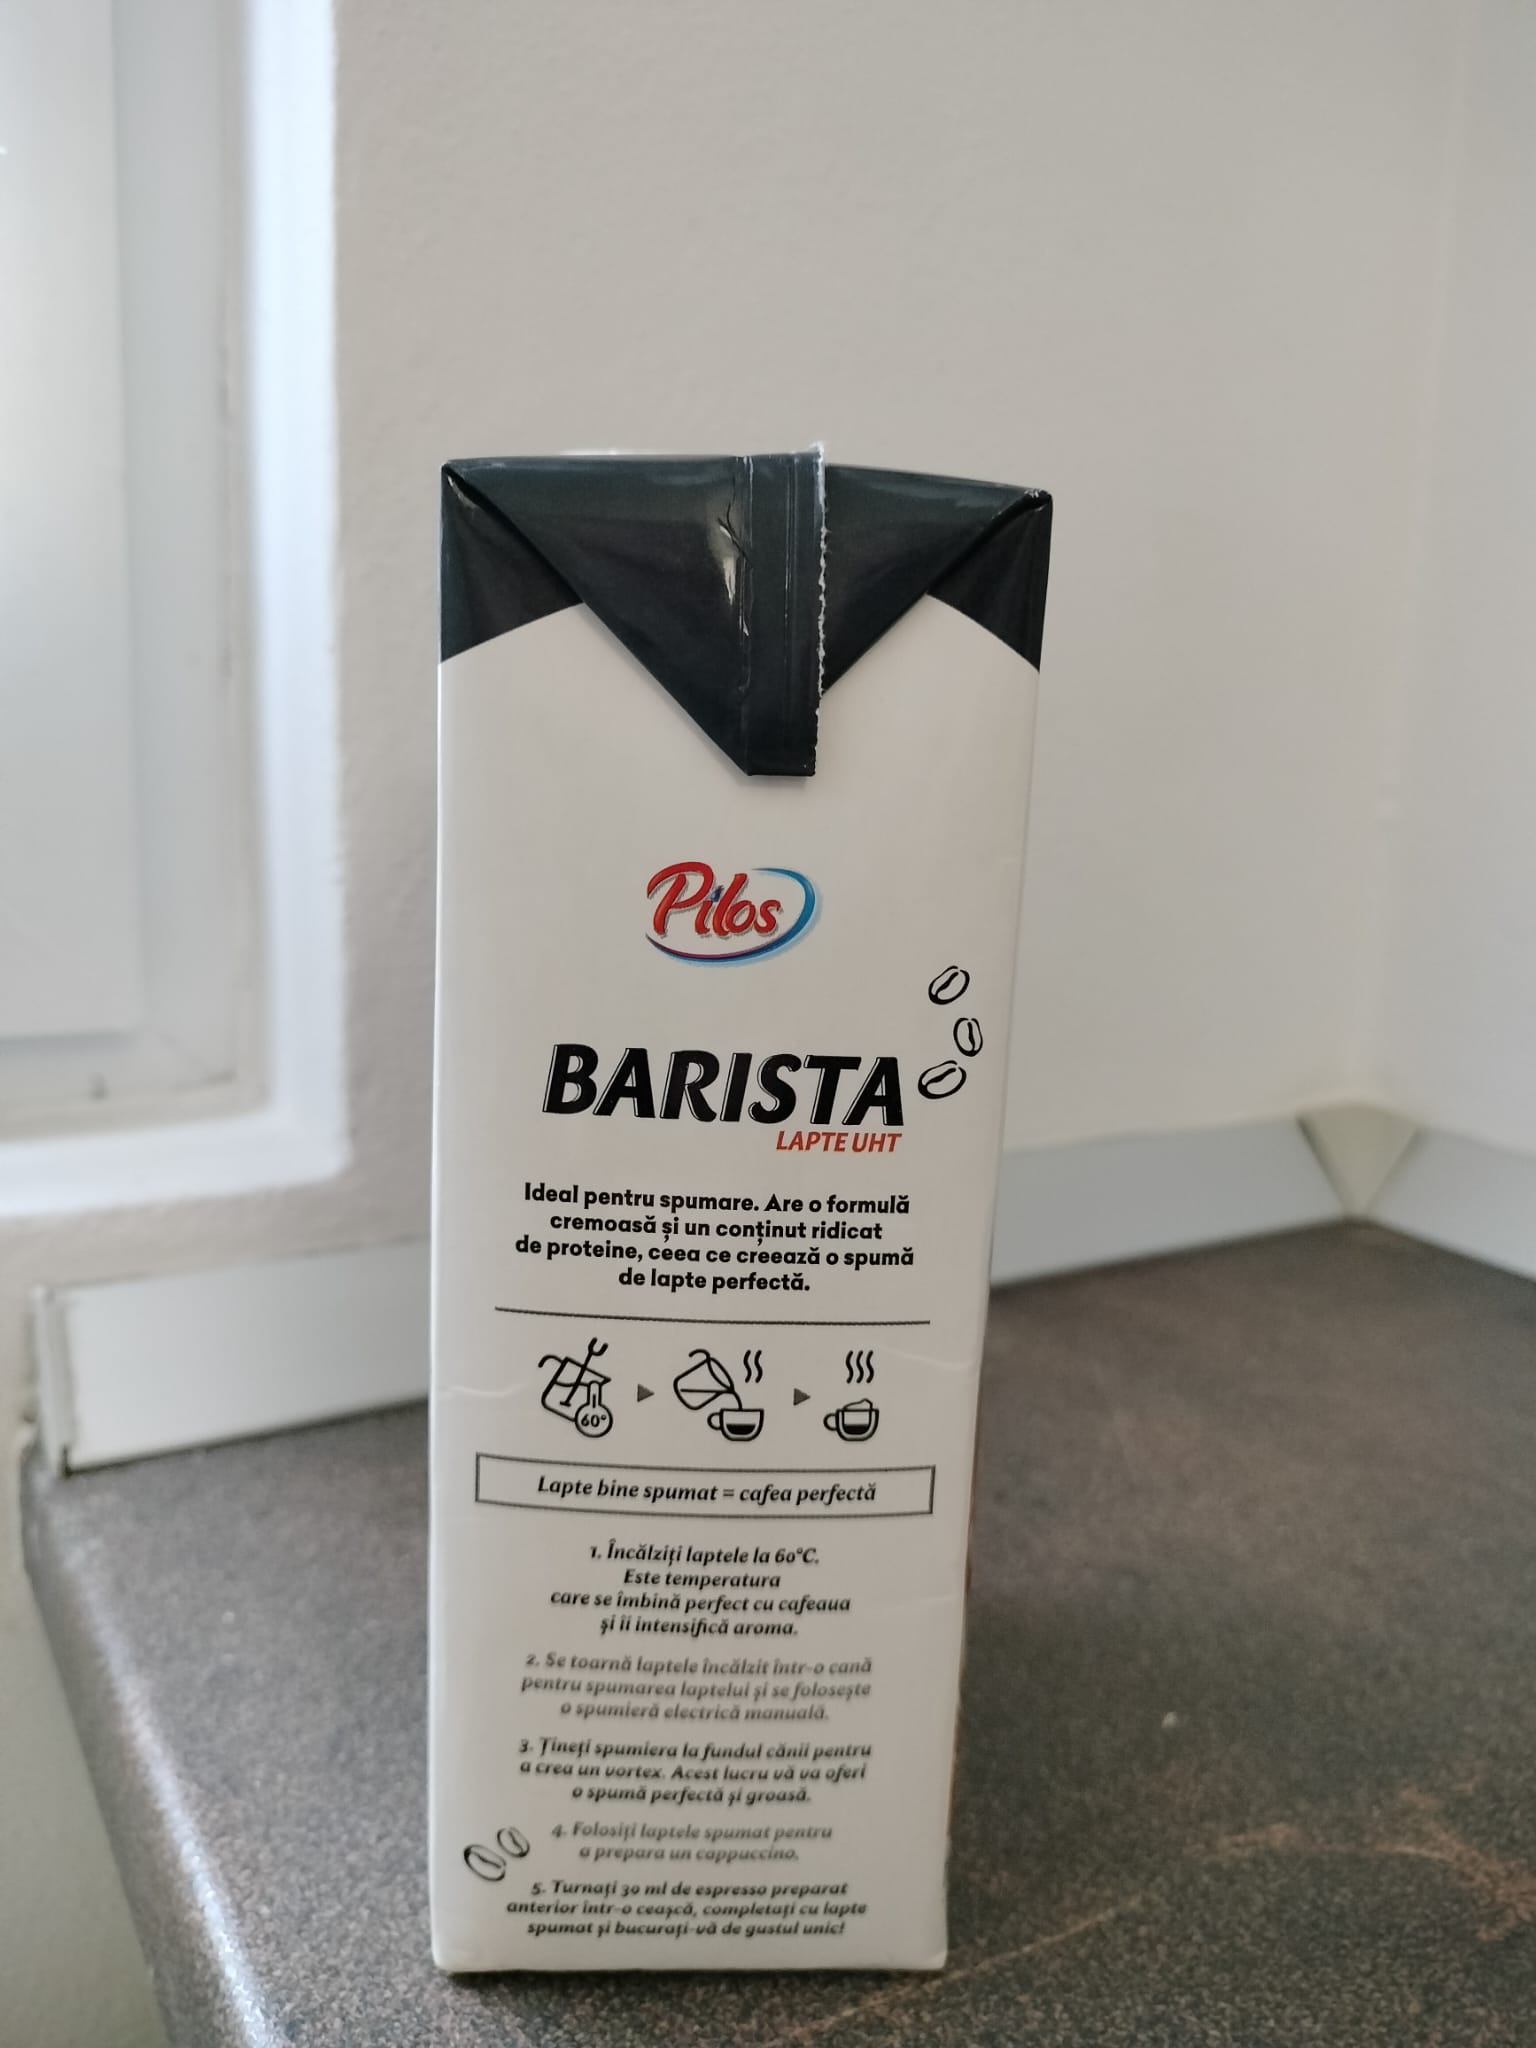 Pilos
BARISTA
LAPTE UHT
Ideal pentru spumare. Are o formulă
cremoasă și un conținut ridicat
de proteine, ceea ce creează o spumă
de lapte perfectă.
60°
Lapte bine spumat = cafea perfectă
1. Încălziți laptele la 60°C.
Este temperatura
care se îmbină perfect cu cafeaua
și îi intensifică aroma.
2. Se toarnă laptele încălzit într-o cană
pentru spumarea laptelui și se folosește
o spumieră electrică manuală.
3. Țineți spumiera la fundul cănii pentru
a crea un vortex. Acest lucru vă va oferi
o spumă perfectă și groasă.
4. Folosiți laptele spumat pentru
a prepara un cappuccino.
5. Turnați 30 ml de espresso preparat
anterior într-o ceașcă, completați cu lapte
spumat și bucurați-vă de gustul unic!